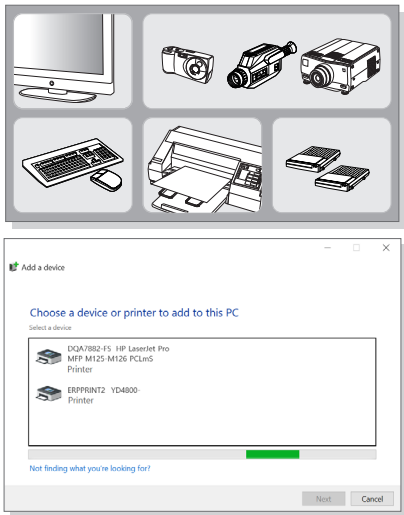 Add a device
Choose a device or printer to add to this PC
Select a device
DQA7882-F5 HP LaserJet Pro
MFP M125-M126 PCLmS
Printer
ERPPRINT2 YD4800-
Printer
Not finding what you're looking for?
Next Cancel